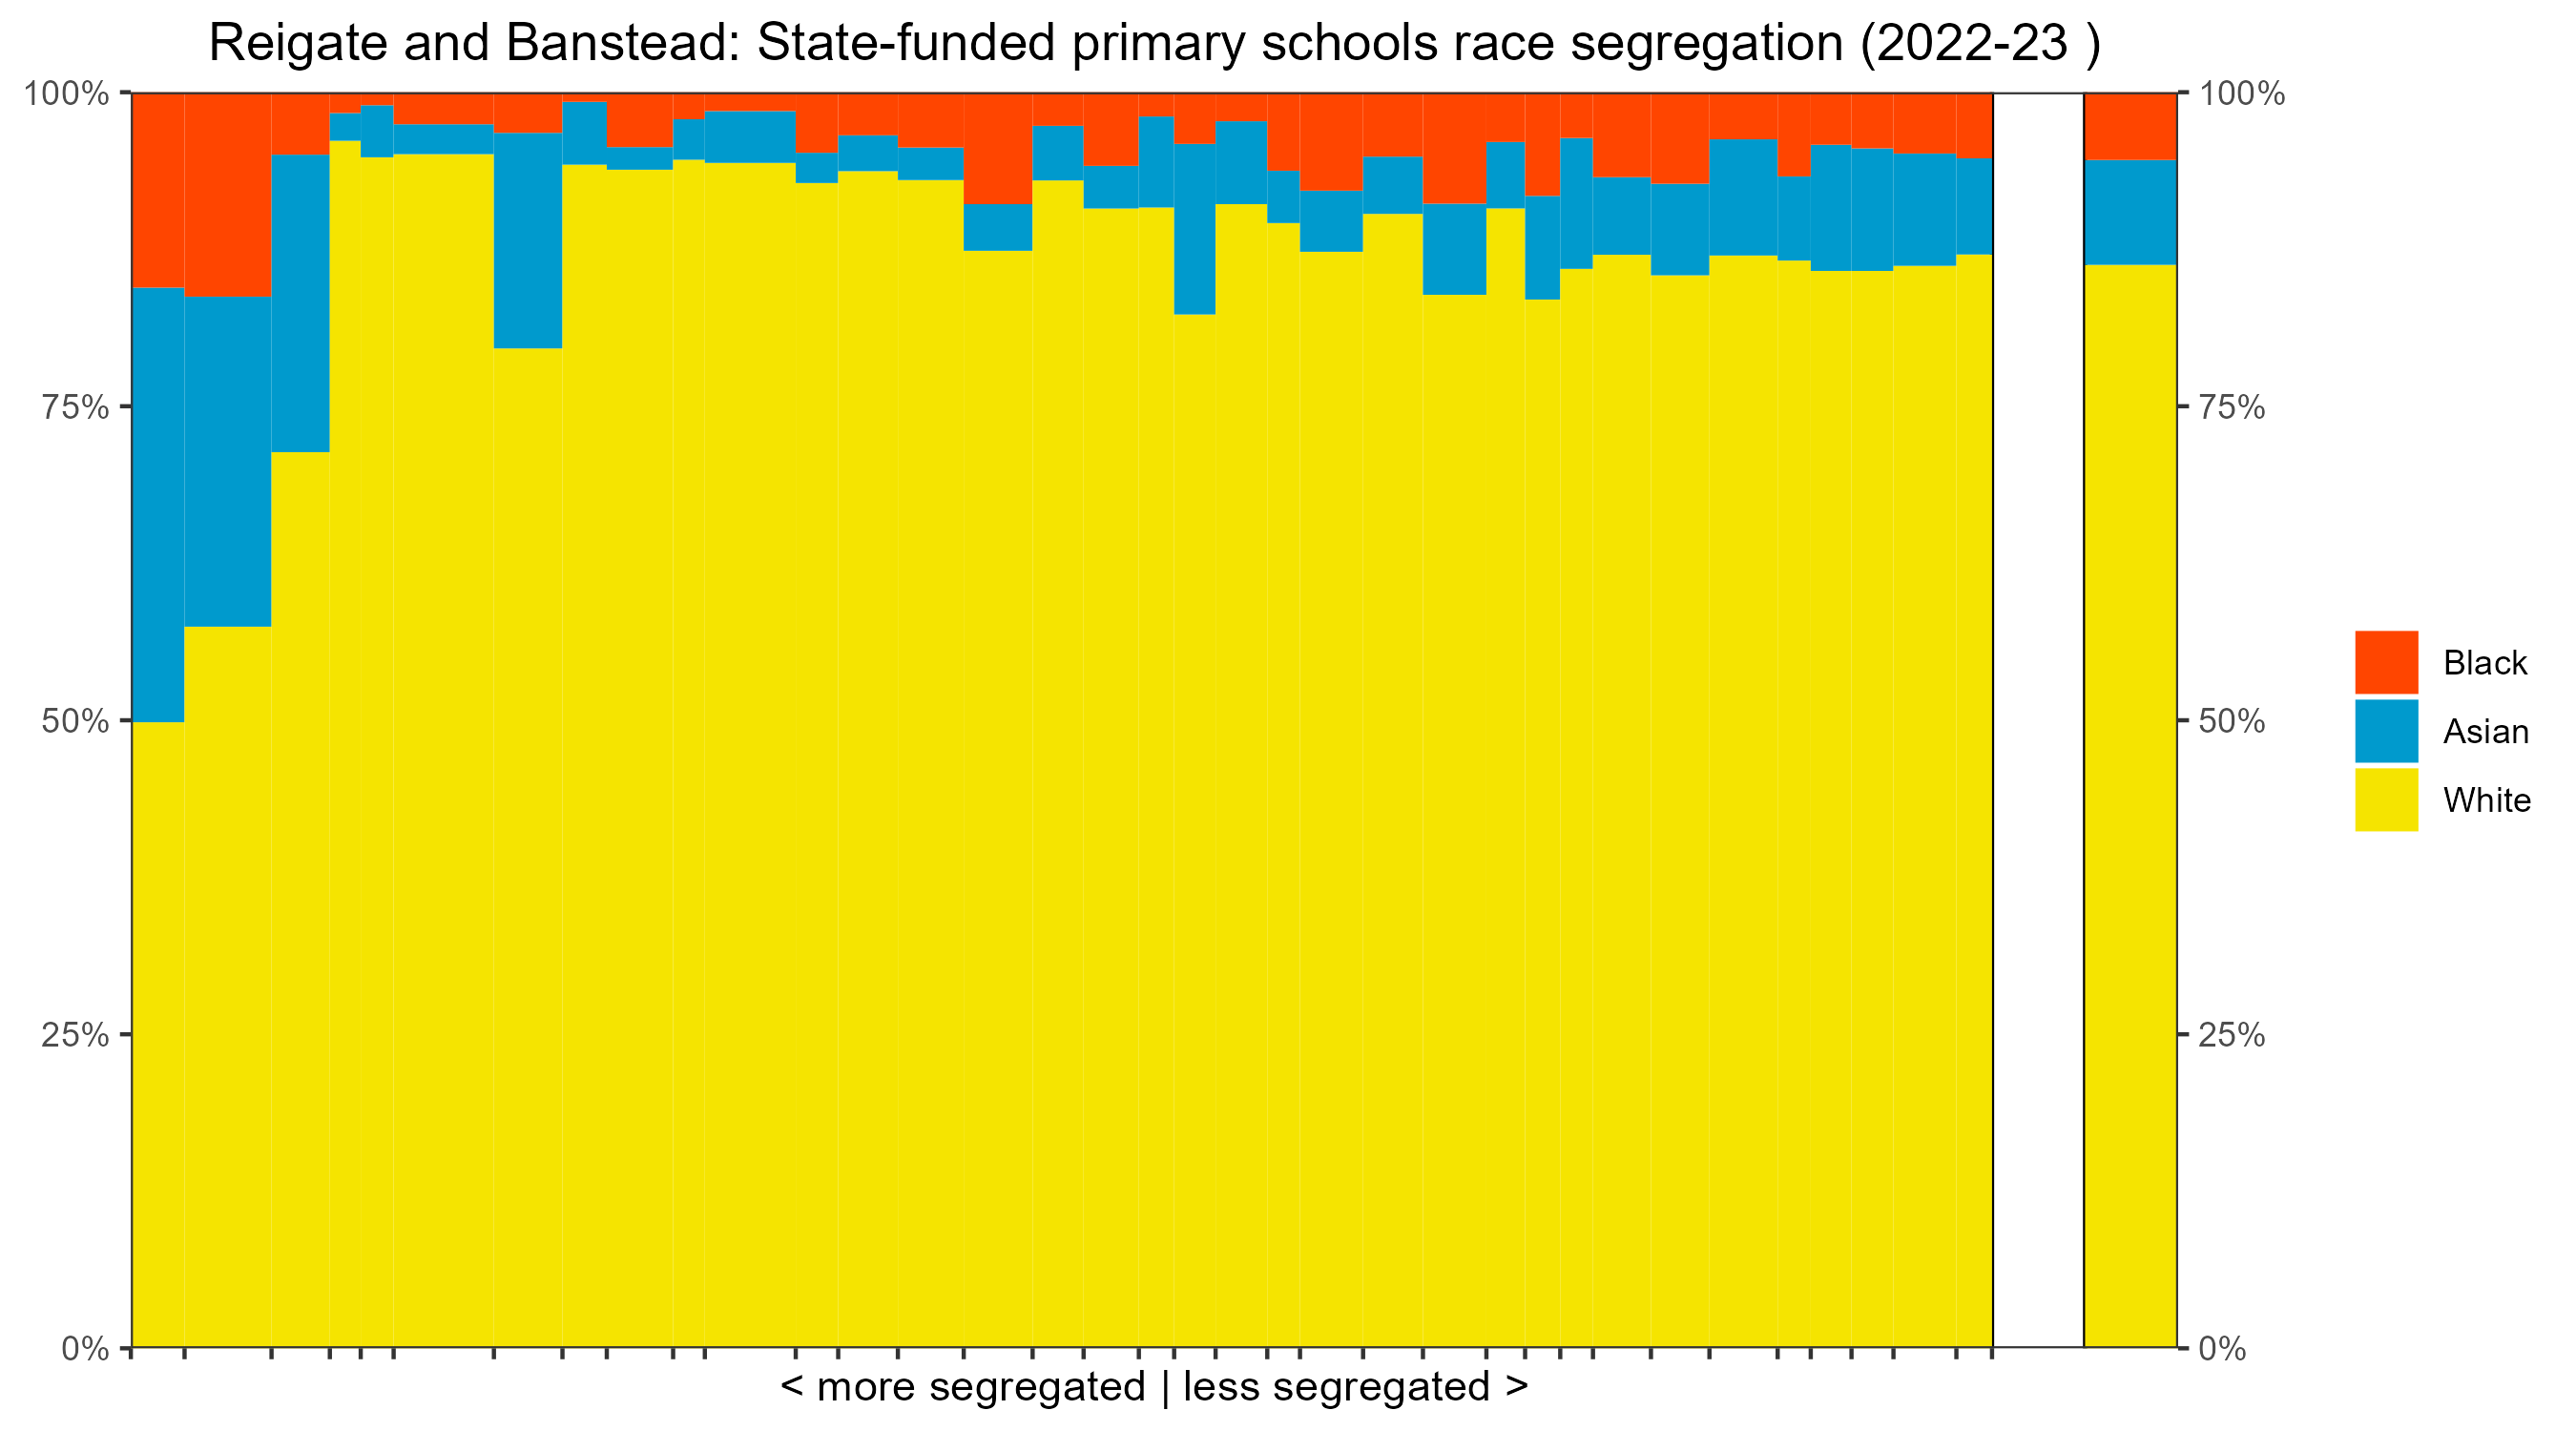 Reigate and Banstead: State-funded primary schools race segregation (2022-23 )
100%
100%
75%
75%
50%
50%
25%
25%
0%
0%
Black
Asian
White
< more segregated | less segregated >